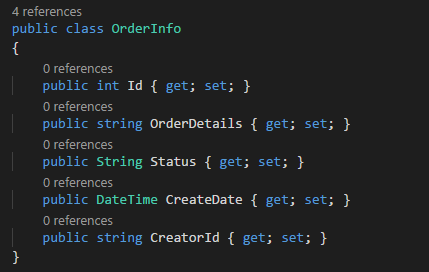 4 references
public class OrderInfo
{
0 references
public int Id { get; set; }
0 references
public string OrderDetails { get; set; }
0 references
public String Status { get; set; }
0 references
public DateTime CreateDate { get; set; }
0 references
public string CreatorId { get; set; }
}